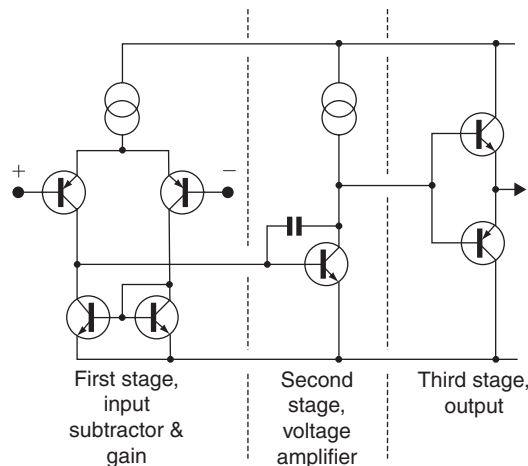 +
−
First stage,
input
subtractor &
gain
Second
stage,
voltage
amplifier
Third stage,
output